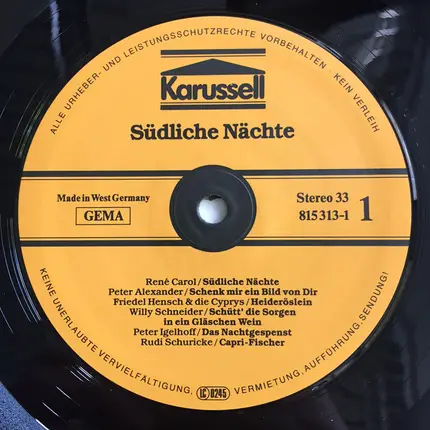 ALLE URHEBER- UND LEISTUNGSSCHUTZRECHTE VORBEHALTEN · KEIN VERLEIH
Karussell
Südliche Nächte
Made in West Germany
GEMA
Stereo 33
815 313-1
1
René Carol/Südliche Nächte
Peter Alexander/Schenk mir ein Bild von Dir
Friedel Hensch & die Cyprys/Heideröslein
Willy Schneider/Schütt' die Sorgen
in ein Gläschen Wein
Peter Igelhoff/Das Nachtgespenst
Rudi Schuricke/Capri-Fischer
KEINE UNERLAUBTE VERVIELFÄLTIGUNG, VERMIETUNG, AUFFÜHRUNG, SENDUNG!
LC 0245